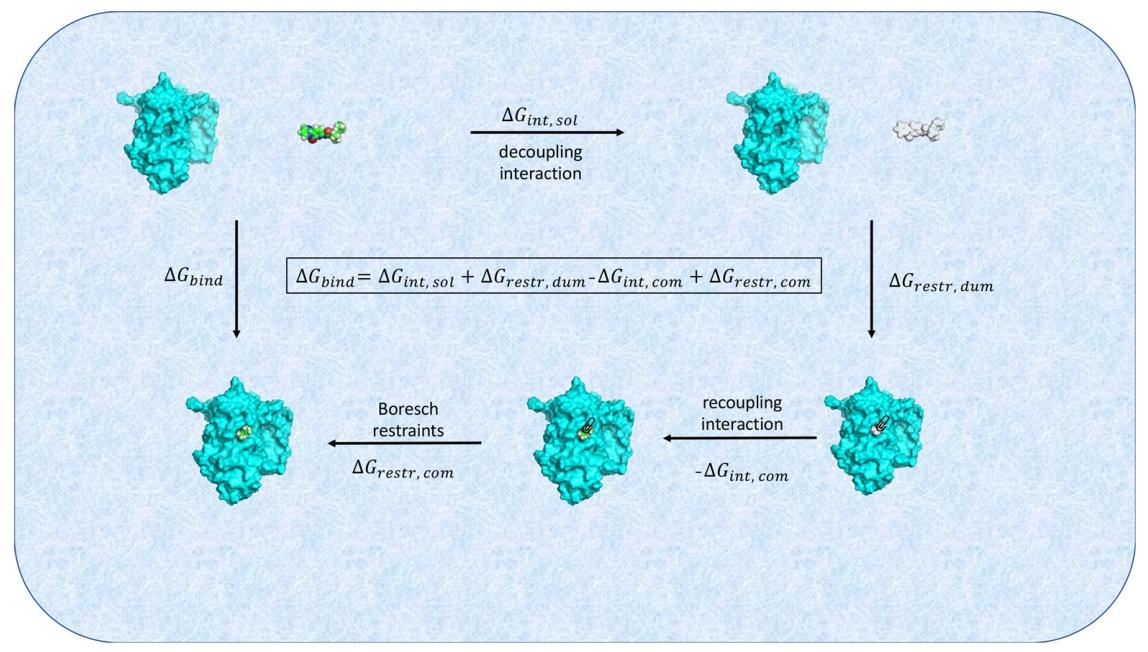 ΔG_int, sol
decoupling
interaction
ΔG_bind
ΔG_bind= ΔG_int, sol + ΔG_restr, dum-ΔG_int, com + ΔG_restr, com
ΔG_restr, dum
Boresch
restraints
ΔG_restr, com
recoupling
interaction
-ΔG_int, com